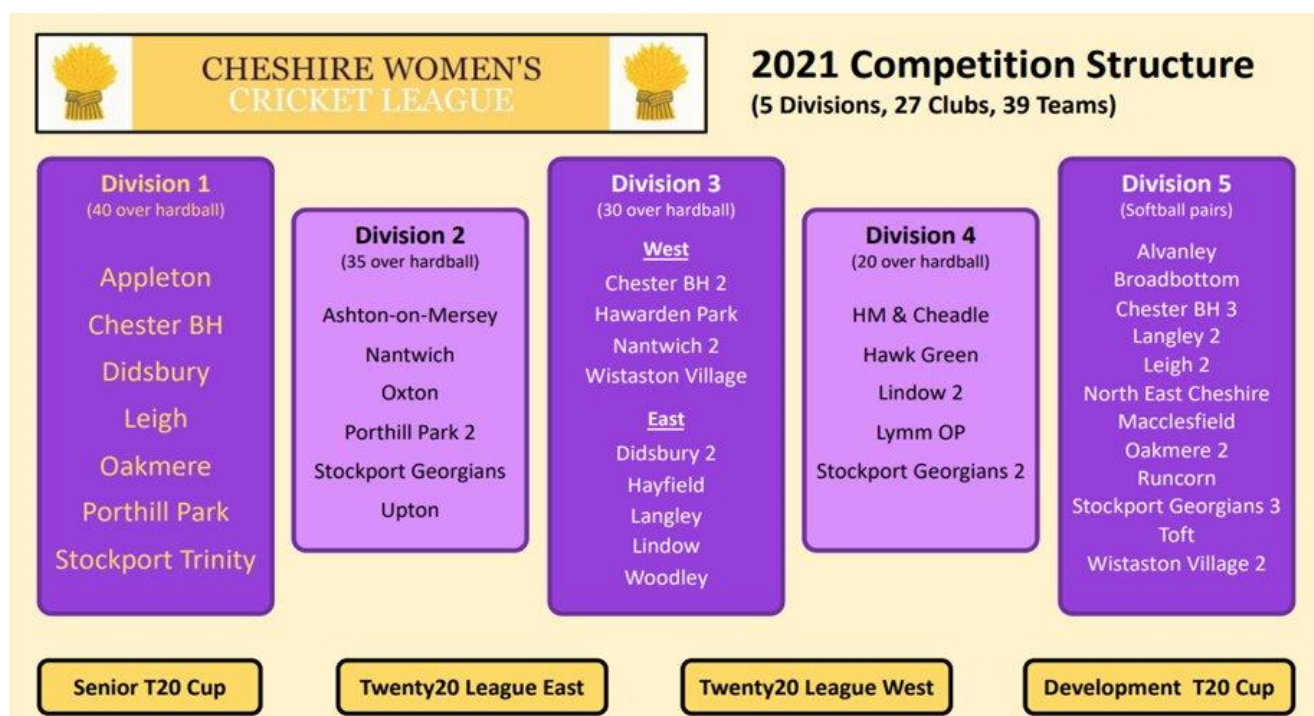 CHESHIRE WOMEN'S
CRICKET LEAGUE
2021 Competition Structure
(5 Divisions, 27 Clubs, 39 Teams)
Division 1
(40 over hardball)
Appleton
Chester BH
Didsbury
Leigh
Oakmere
Porthill Park
Stockport Trinity
Division 2
(35 over hardball)
Ashton-on-Mersey
Nantwich
Oxton
Porthill Park 2
Stockport Georgians
Upton
Division 3
(30 over hardball)
West
Chester BH 2
Hawarden Park
Nantwich 2
Wistaston Village
East
Didsbury 2
Hayfield
Langley
Lindow
Woodley
Division 4
(20 over hardball)
HM & Cheadle
Hawk Green
Lindow 2
Lymm OP
Stockport Georgians 2
Division 5
(Softball pairs)
Alvanley
Broadbottom
Chester BH 3
Langley 2
Leigh 2
North East Cheshire
Macclesfield
Oakmere 2
Runcorn
Stockport Georgians 3
Toft
Wistaston Village 2
Senior T20 Cup
Twenty20 League East
Twenty20 League West
Development T20 Cup